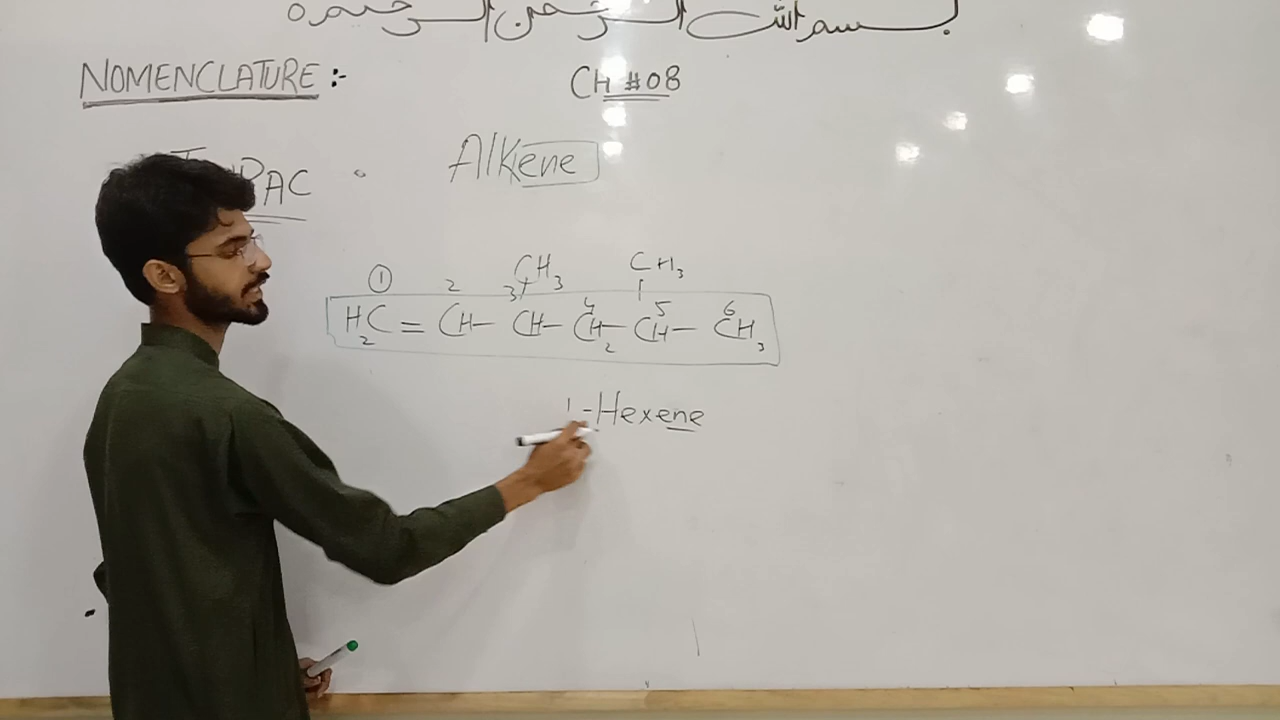 بسم الله الرحمن الرحيم
NOMENCLATURE :- CH #08
PAC Alkene
CH3 CH3
① 2 3 4 5 6
H2C = CH - CH - CH2 - CH - CH3
1-Hexene